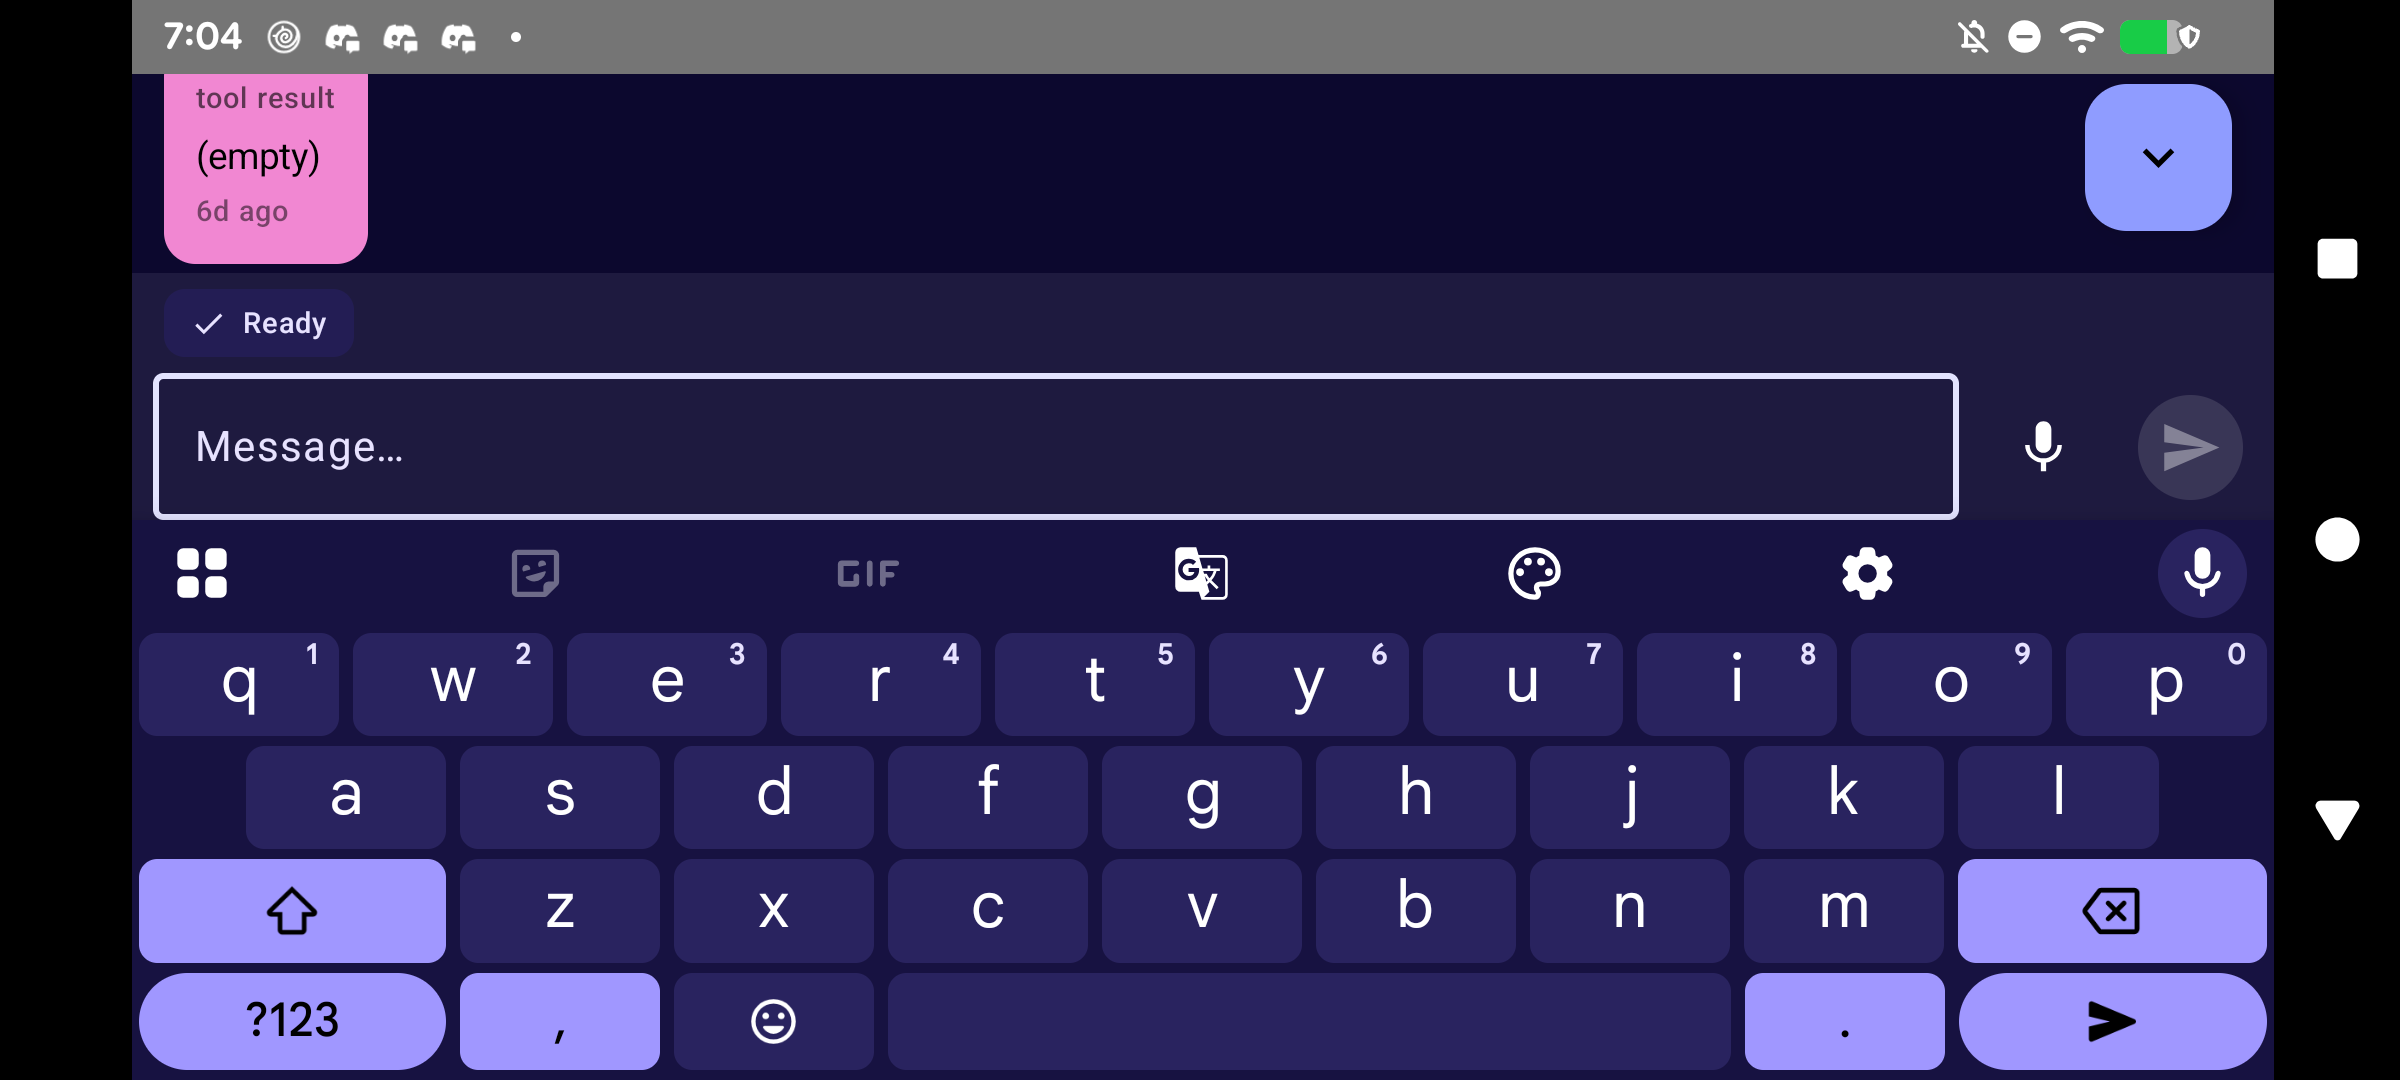 7:04
tool result
(empty)
6d ago
Ready
Message…
GIF
G 文
q 1 w 2 e 3 r 4 t 5 y 6 u 7 i 8 o 9 p 0
a s d f g h j k l
z x c v b n m
?123 , .